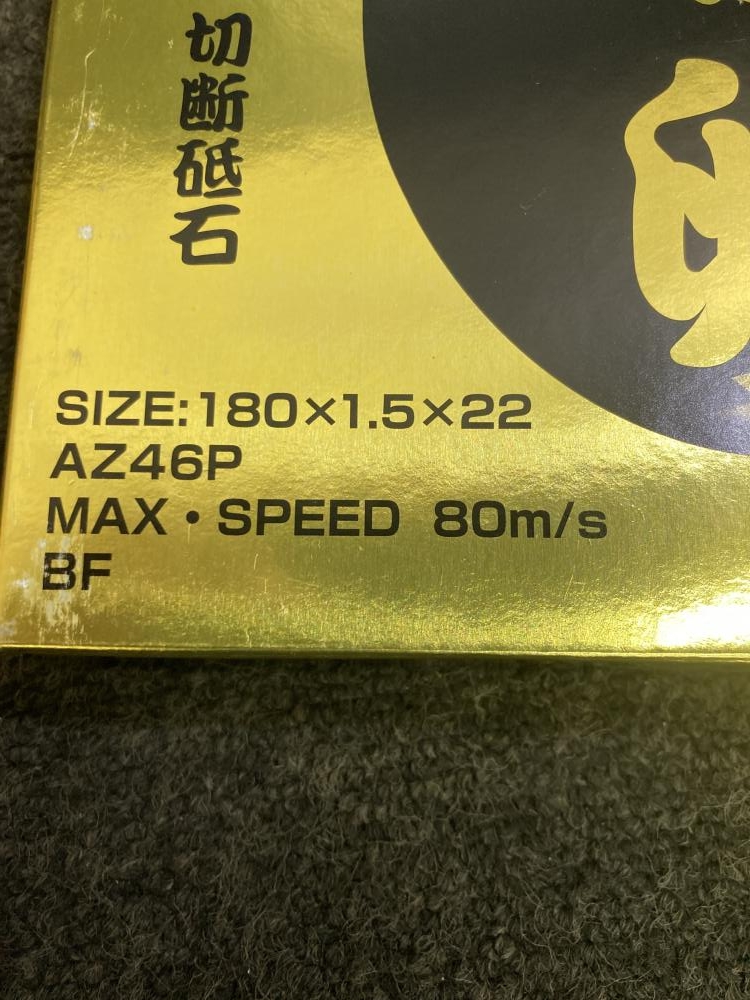 切断砥石
SIZE:180×1.5×22
AZ46P
MAX・SPEED 80m/s
BF